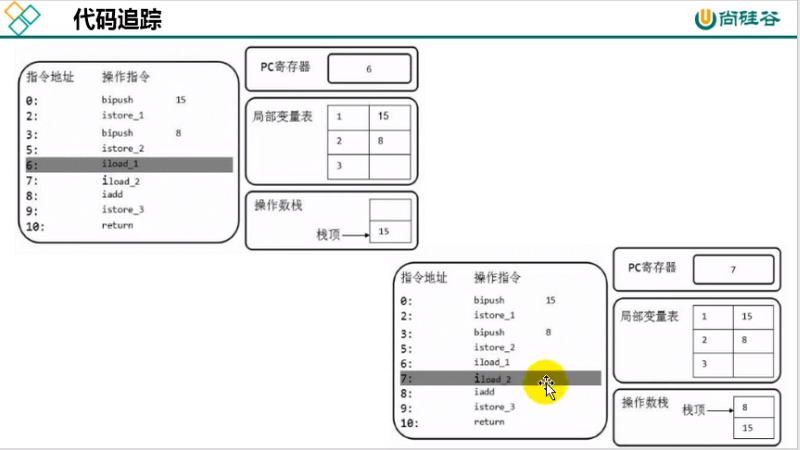 代码追踪
尚硅谷
指令地址 操作指令
0: bipush 15
2: istore_1
3: bipush 8
5: istore_2
6: iload_1
7: iload_2
8: iadd
9: istore_3
10: return
PC寄存器 6
局部变量表
1 15
2 8
3
操作数栈
栈顶 15
指令地址 操作指令
0: bipush 15
2: istore_1
3: bipush 8
5: istore_2
6: iload_1
7: iload_2
8: iadd
9: istore_3
10: return
PC寄存器 7
局部变量表
1 15
2 8
3
操作数栈 栈顶 8
15